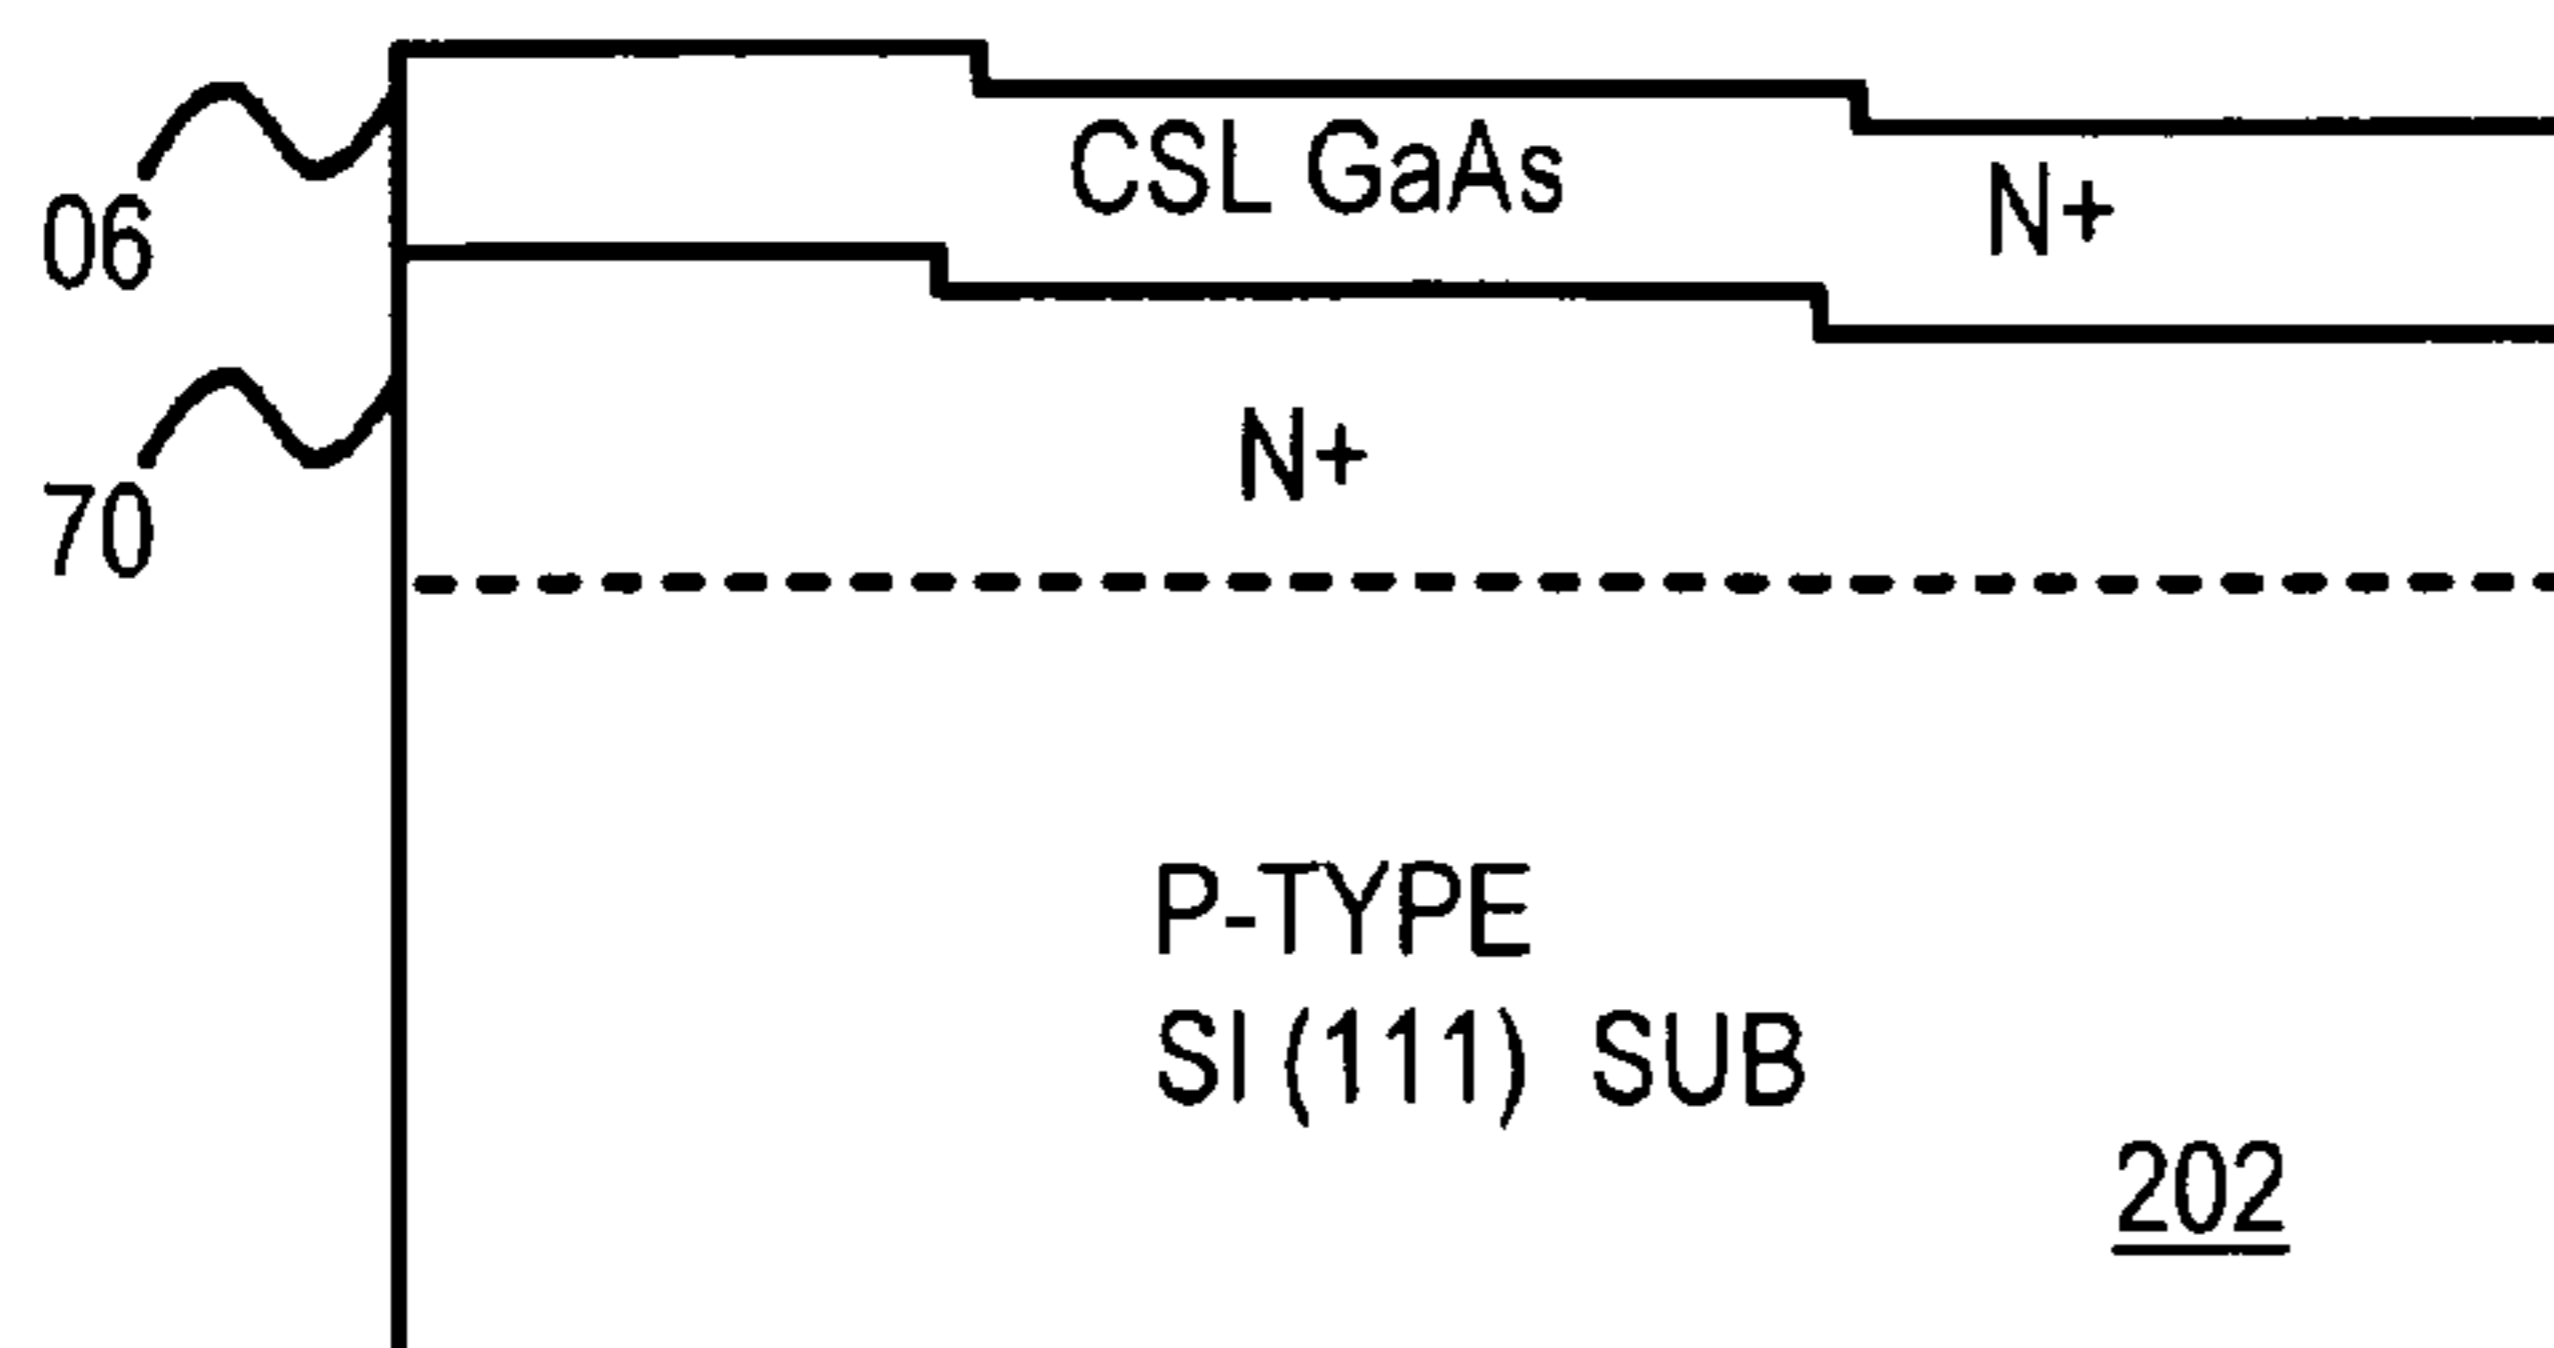 CSL GaAs
N+
06
N+
70
P-TYPE
SI (111) SUB
202